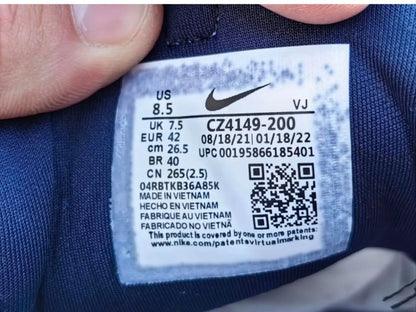 US
8.5
VJ
UK 7.5
CZ4149-200
EUR 42
08/18/21|01/18/22
cm 26.5
UPC 00195866185401
BR 40
CN 265(2.5)
04RBTKB36A85K
MADE IN VIETNAM
HECHO EN VIETNAM
FABRIQUE AU VIETNAM
FABRICADO NO VIETNÃ
This product is covered by one or more patents:
www.nike.com/patentsvirtualmarking